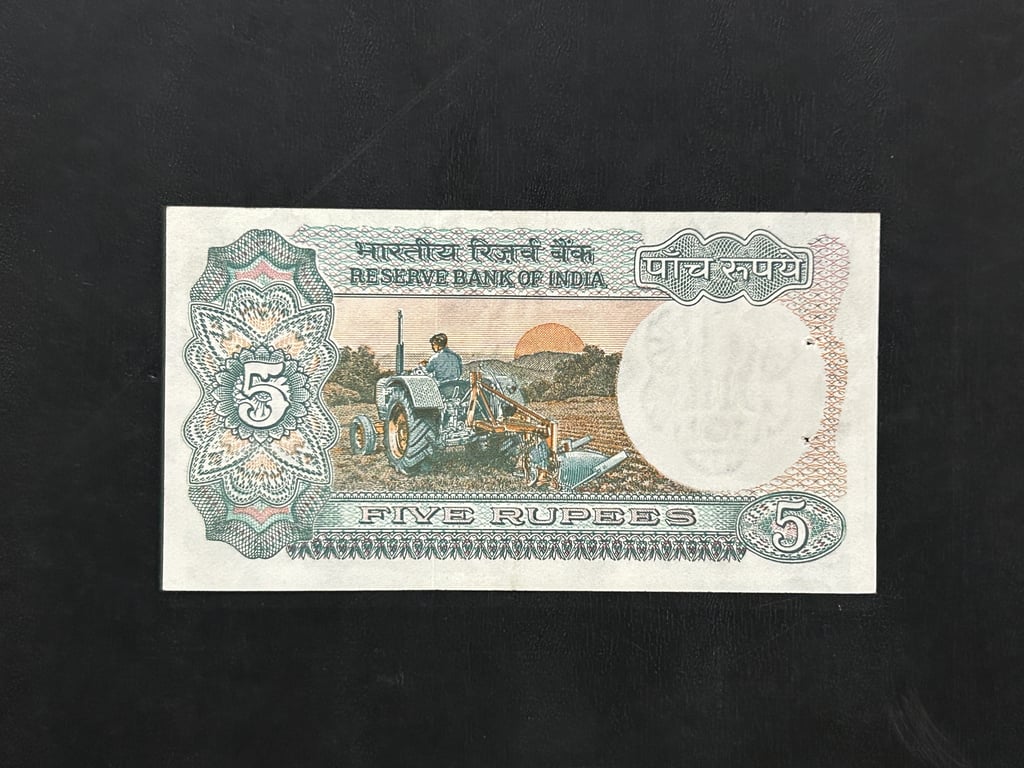 भारतीय रिज़र्व बैंक
RESERVE BANK OF INDIA
पाँच रूपये
5
FIVE RUPEES
5